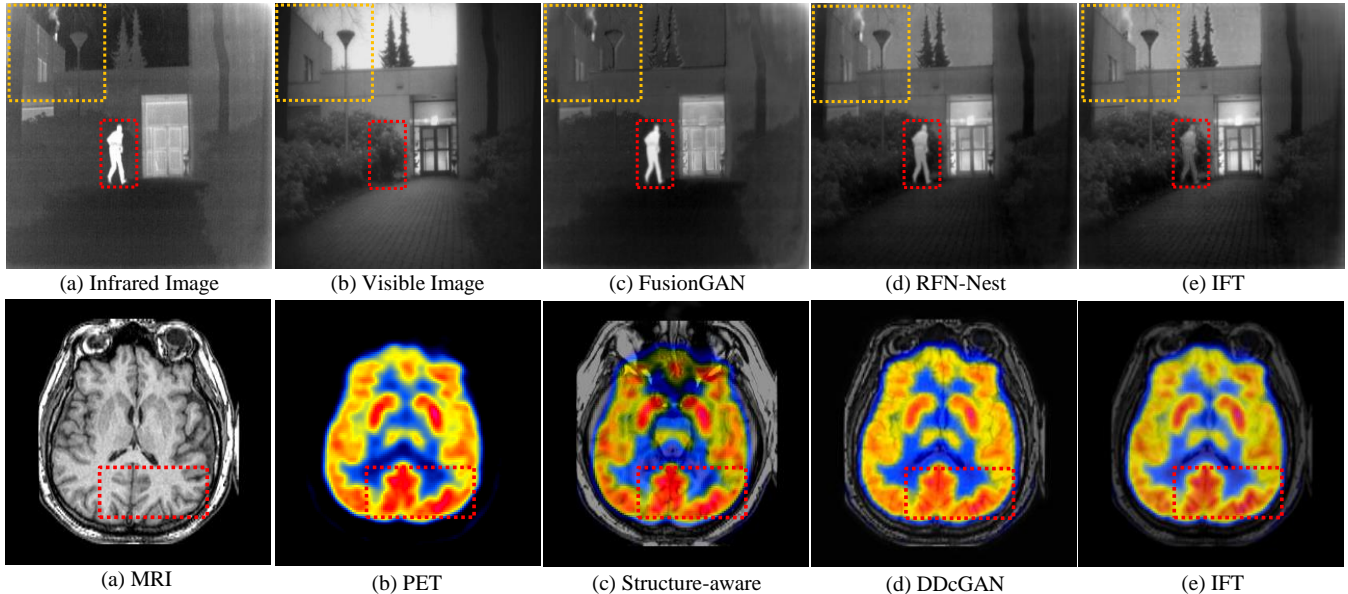 (a) Infrared Image
(b) Visible Image
(c) FusionGAN
(d) RFN-Nest
(e) IFT
(a) MRI
(b) PET
(c) Structure-aware
(d) DDcGAN
(e) IFT